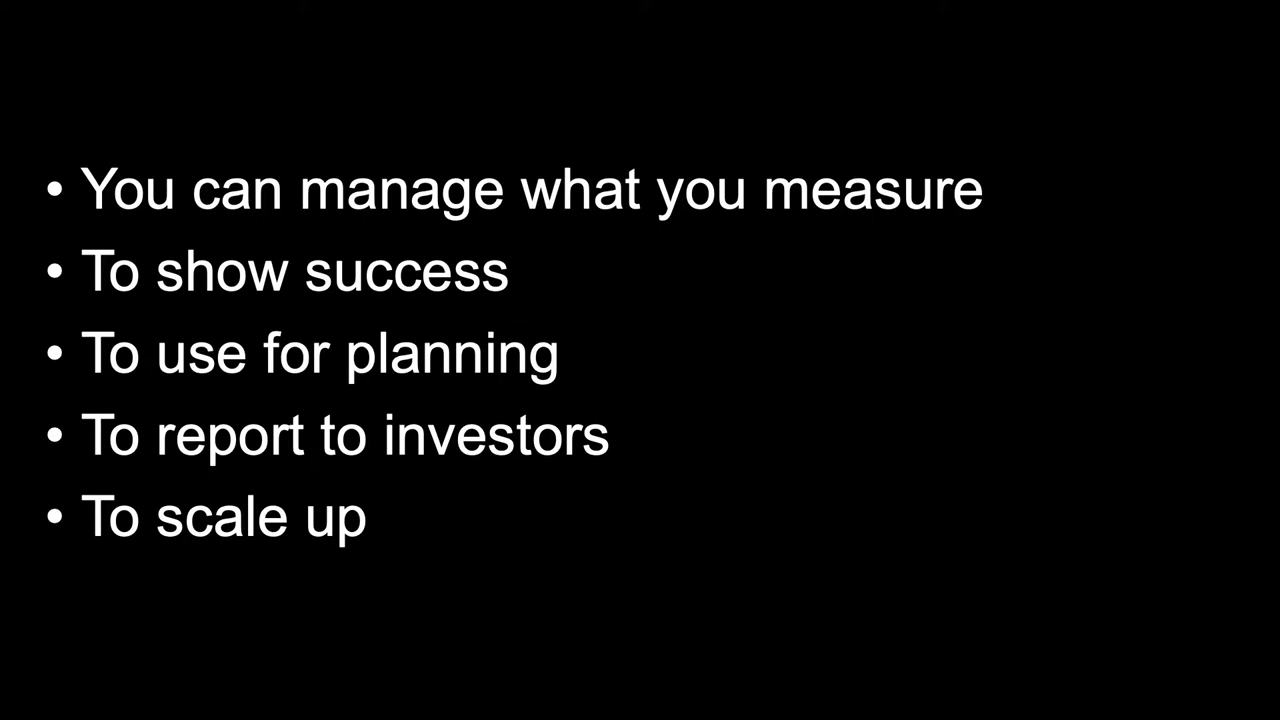 • You can manage what you measure
• To show success
• To use for planning
• To report to investors
• To scale up